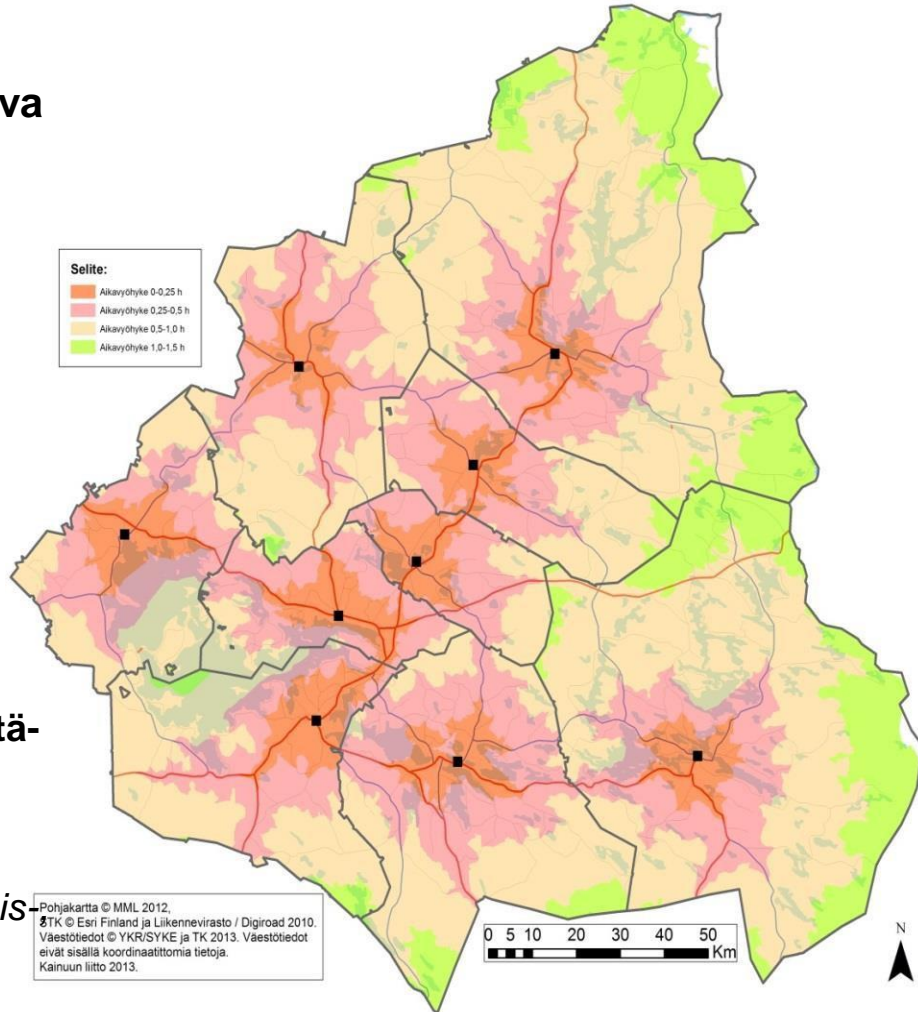 va
Selite:
Aikavyöhyke 0-0,25 h
Aikavyöhyke 0,25-0,5 h
Aikavyöhyke 0,5-1,0 h
Aikavyöhyke 1,0-1,5 h
tä-
is-
Pohjakartta © MML 2012,
© Esri Finland ja Liikennevirasto / Digiroad 2010.
Väestötiedot © YKR/SYKE ja TK 2013. Väestötiedot
eivät sisällä koordinaatittomia tietoja.
Kainuun liitto 2013.
0 5 10 20 30 40 50
Km
N